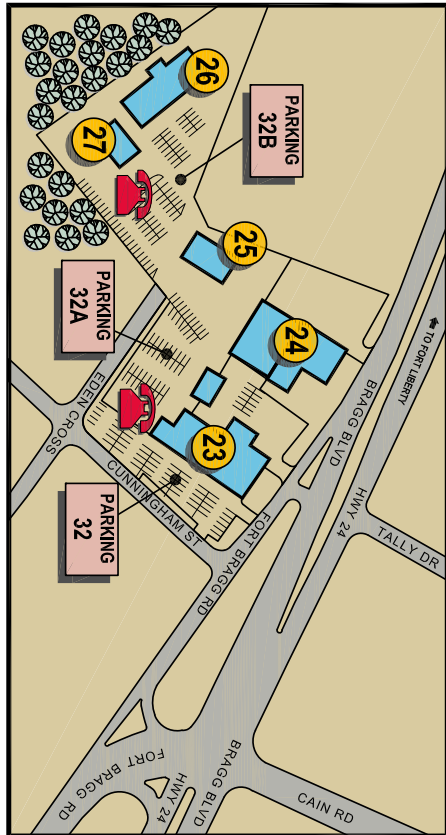 26
27
PARKING
32B
25
PARKING
32A
24
← TO FORT LIBERTY
BRAGG BLVD
HWY 24
TALLY DR
EDEN CROSS
23
CUNNINGHAM ST
PARKING
32
FORT BRAGG RD
FORT BRAGG RD
HWY 24
BRAGG BLVD
CAIN RD